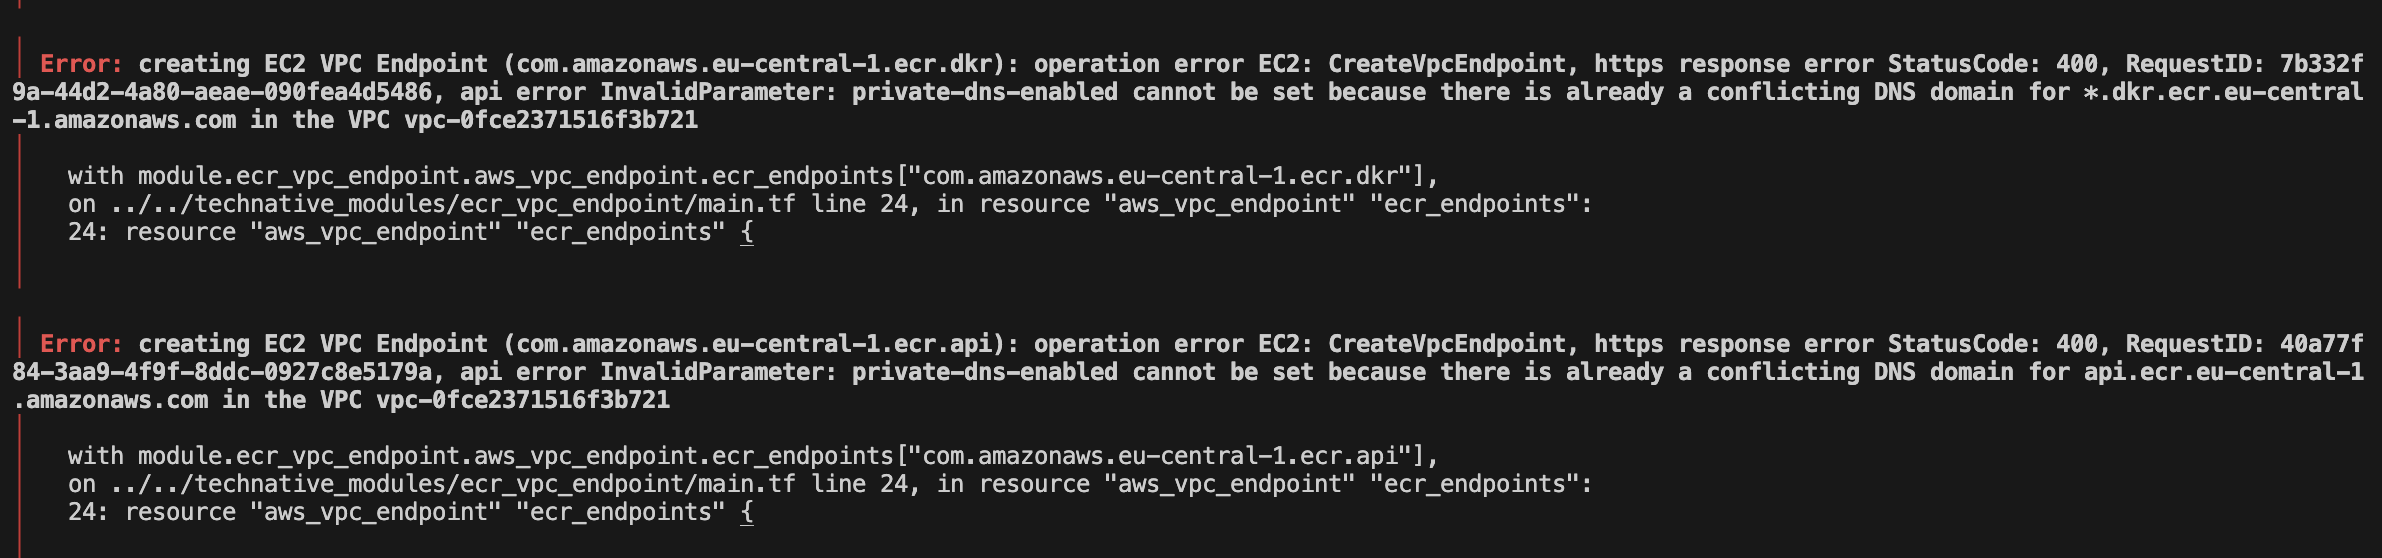 Error: creating EC2 VPC Endpoint (com.amazonaws.eu-central-1.ecr.dkr): operation error EC2: CreateVpcEndpoint, https response error StatusCode: 400, RequestID: 7b332f
9a-44d2-4a80-aeae-090fea4d5486, api error InvalidParameter: private-dns-enabled cannot be set because there is already a conflicting DNS domain for *.dkr.ecr.eu-central
-1.amazonaws.com in the VPC vpc-0fce2371516f3b721
with module.ecr_vpc_endpoint.aws_vpc_endpoint.ecr_endpoints["com.amazonaws.eu-central-1.ecr.dkr"],
on ../../technative_modules/ecr_vpc_endpoint/main.tf line 24, in resource "aws_vpc_endpoint" "ecr_endpoints":
24: resource "aws_vpc_endpoint" "ecr_endpoints" {
Error: creating EC2 VPC Endpoint (com.amazonaws.eu-central-1.ecr.api): operation error EC2: CreateVpcEndpoint, https response error StatusCode: 400, RequestID: 40a77f
84-3aa9-4f9f-8ddc-0927c8e5179a, api error InvalidParameter: private-dns-enabled cannot be set because there is already a conflicting DNS domain for api.ecr.eu-central-1
.amazonaws.com in the VPC vpc-0fce2371516f3b721
with module.ecr_vpc_endpoint.aws_vpc_endpoint.ecr_endpoints["com.amazonaws.eu-central-1.ecr.api"],
on ../../technative_modules/ecr_vpc_endpoint/main.tf line 24, in resource "aws_vpc_endpoint" "ecr_endpoints":
24: resource "aws_vpc_endpoint" "ecr_endpoints" {